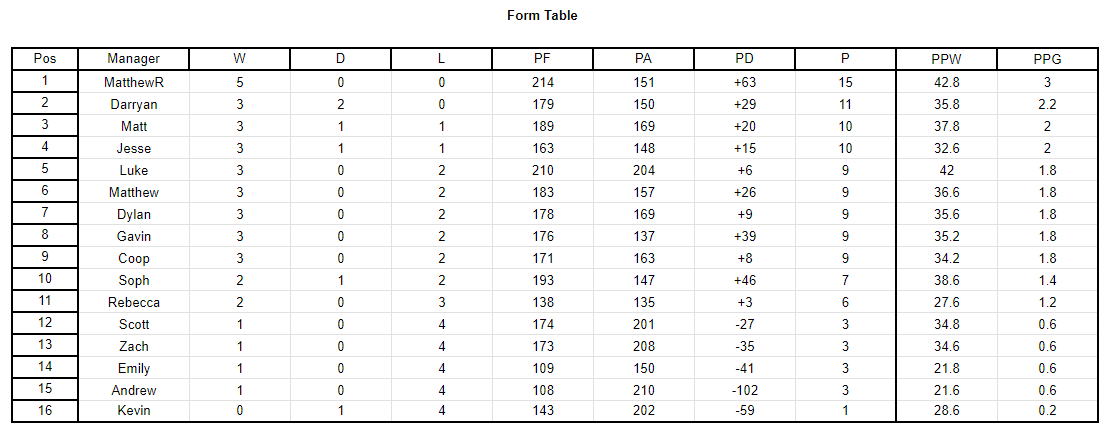 Form Table
Pos Manager W D L PF PA PD P PPW PPG
1 MatthewR 5 0 0 214 151 +63 15 42.8 3
2 Darryan 3 2 0 179 150 +29 11 35.8 2.2
3 Matt 3 1 1 189 169 +20 10 37.8 2
4 Jesse 3 1 1 163 148 +15 10 32.6 2
5 Luke 3 0 2 210 204 +6 9 42 1.8
6 Matthew 3 0 2 183 157 +26 9 36.6 1.8
7 Dylan 3 0 2 178 169 +9 9 35.6 1.8
8 Gavin 3 0 2 176 137 +39 9 35.2 1.8
9 Coop 3 0 2 171 163 +8 9 34.2 1.8
10 Soph 2 1 2 193 147 +46 7 38.6 1.4
11 Rebecca 2 0 3 138 135 +3 6 27.6 1.2
12 Scott 1 0 4 174 201 -27 3 34.8 0.6
13 Zach 1 0 4 173 208 -35 3 34.6 0.6
14 Emily 1 0 4 109 150 -41 3 21.8 0.6
15 Andrew 1 0 4 108 210 -102 3 21.6 0.6
16 Kevin 0 1 4 143 202 -59 1 28.6 0.2